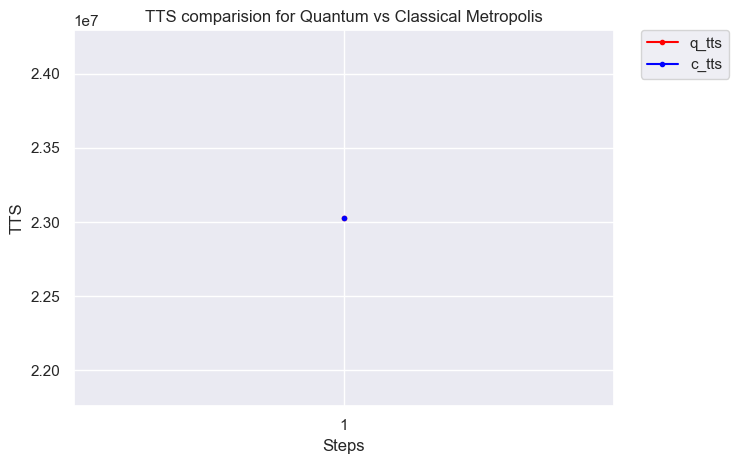 TTS comparision for Quantum vs Classical Metropolis
1e7
q_tts
c_tts
2.40
2.35
2.30
2.25
2.20
TTS
1
Steps